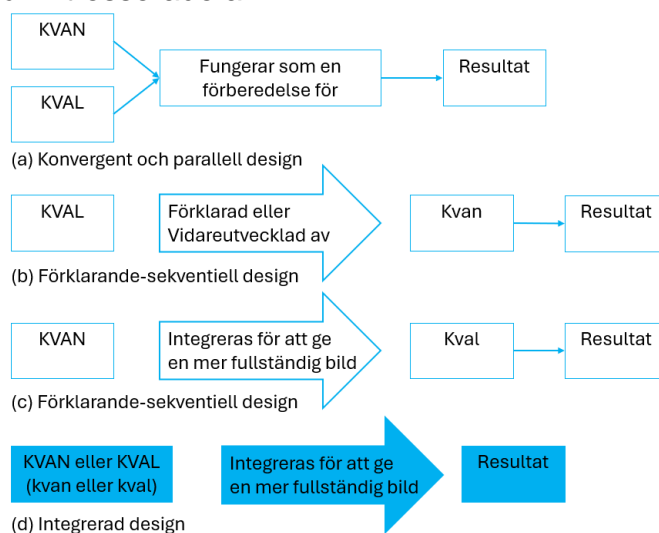 KVAN
KVAL
Fungerar som en
förberedelse för
Resultat
(a) Konvergent och parallell design
KVAL
Förklarad eller
Vidareutvecklad av
Kvan
Resultat
(b) Förklarande-sekventiell design
KVAN
Integreras för att ge
en mer fullständig bild
Kval
Resultat
(c) Förklarande-sekventiell design
KVAN eller KVAL
(kvan eller kval)
Integreras för att ge
en mer fullständig bild
Resultat
(d) Integrerad design